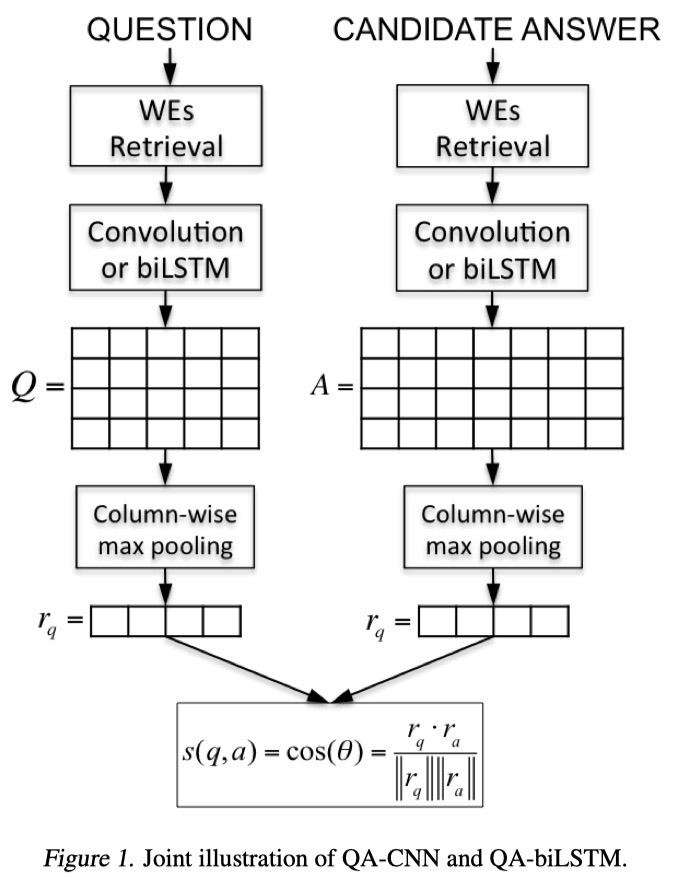 QUESTION
CANDIDATE ANSWER
WEs
Retrieval
WEs
Retrieval
Convolution
or biLSTM
Convolution
or biLSTM
Q =
A =
Column-wise
max pooling
Column-wise
max pooling
r_q =
r_q =
s(q,a) = cos(θ) = \frac{r_q · r_a}{‖r_q‖‖r_a‖}
Figure 1. Joint illustration of QA-CNN and QA-biLSTM.